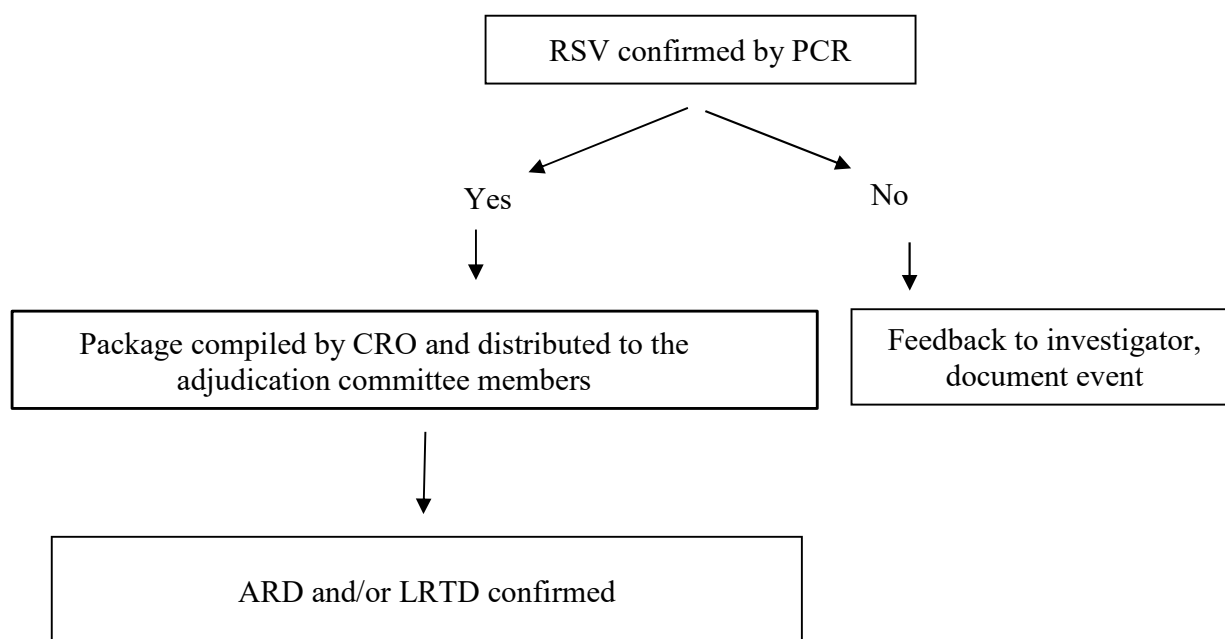 RSV confirmed by PCR
Yes
No
Package compiled by CRO and distributed to the
adjudication committee members
Feedback to investigator,
document event
ARD and/or LRTD confirmed